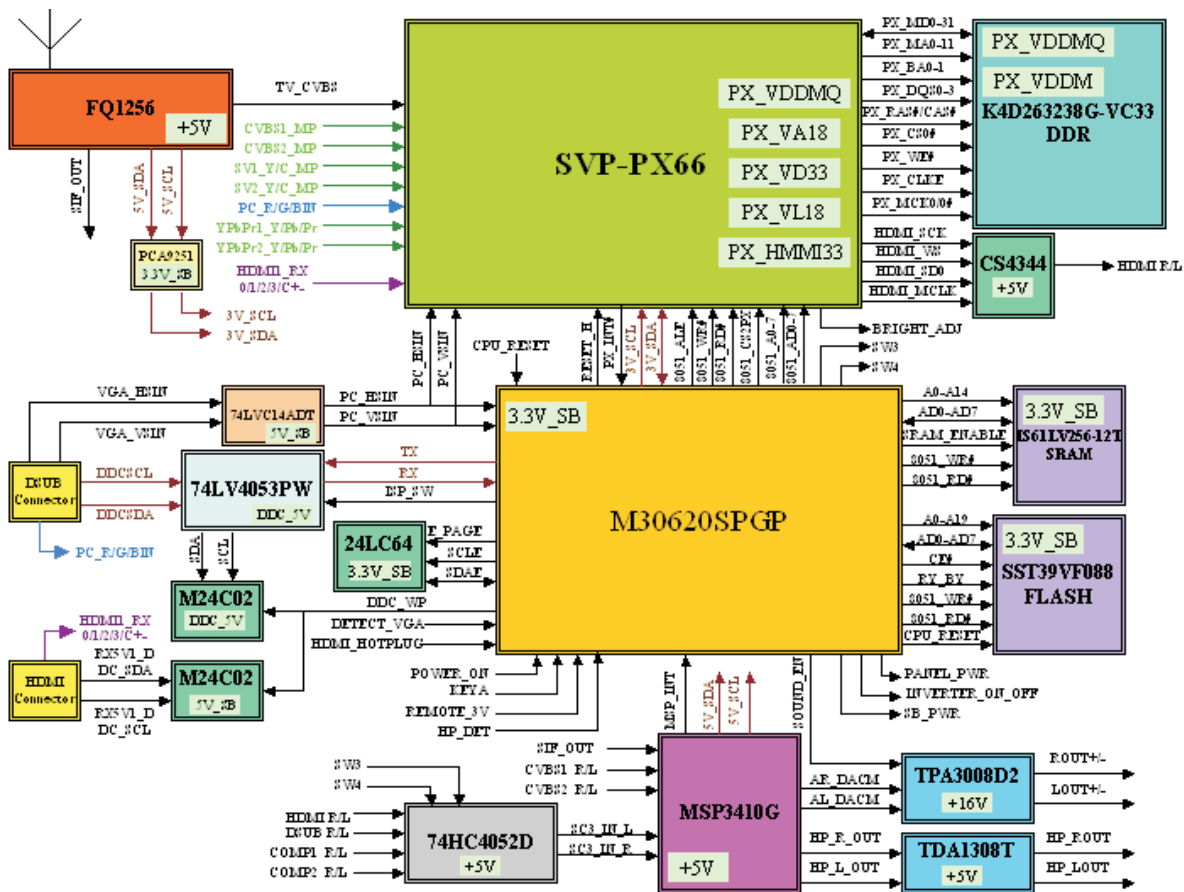 FQ1256
+5V
TV_CVBS
CVBS1_MP
CVBS2_MP
SV1_Y/C_MP
SV2_Y/C_MP
PC_R/G/BIN
YPbPr1_Y/Pb/Pr
YPbPr2_Y/Pb/Pr
HDMI1_RX
0/1/2/3/C+-
SIF_OUT
5V_SDA
5V_SCL
PCA9251
3.3V_SB
3V_SCL
3V_SDA
SVP-PX66
PX_VDDMQ
PX_VA18
PX_VD33
PX_VL18
PX_HMMI33
PX_MD0-31
PX_MA0-11
PX_BA0-1
PX_DQS0-3
PX_RAS#/CAS#
PX_CS0#
PX_WE#
PX_CLKE
PX_MCK0/0#
PX_VDDMQ
PX_VDDM
K4D263238G-VC33
DDR
HDMI_SCK
HDMI_WS
HDMI_SD0
HDMI_MCLK
CS4344
+5V
HDMI R/L
PC_HSIN
PC_VSIN
CPU_RESET
RESET_H
PX_INT#
3V_SCL
3V_SDA
8051_ALE
8051_WR#
8051_RD#
8051_CS2PX
8051_A0-7
8051_AD0-7
BRIGHT_ADJ
SW3
SW4
VGA_HSIN
VGA_VSIN
74LVC14ADT
5V_SB
PC_HSIN
PC_VSIN
DSUB
Connector
DDCSCL
DDCSDA
PC_R/G/BIN
74LV4053PW
DDC_5V
TX
RX
ISP_SW
SDA
SCL
M24C02
DDC_5V
24LC64
3.3V_SB
E_PAGE
SCLE
SDAE
DDC_WP
DETECT_VGA
HDMI_HOTPLUG
3.3V_SB
M30620SPGP
A0-A14
AD0-AD7
SRAM_ENABLE
8051_WR#
8051_RD#
3.3V_SB
IS61LV256-12T
SRAM
A0-A19
AD0-AD7
CE#
RY_BY
8051_WR#
8051_RD#
CPU_RESET
3.3V_SB
SST39VF088
FLASH
HDMI1_RX
0/1/2/3/C+-
HDMI
Connector
RX5V1_D
DC_SDA
RX5V1_D
DC_SCL
M24C02
5V_SB
POWER_ON
KEYA
REMOTE_3V
HP_DET
MSP_INT
5V_SDA
5V_SCL
SOUND_EN
PANEL_PWR
INVERTER_ON_OFF
SB_PWR
SW3
SW4
HDMI R/L
DSUB R/L
COMP1 R/L
COMP2 R/L
74HC4052D
+5V
SC3_IN_L
SC3_IN_R
SIF_OUT
CVBS1 R/L
CVBS2 R/L
MSP3410G
+5V
AR_DACM
AL_DACM
HP_R_OUT
HP_L_OUT
TPA3008D2
+16V
ROUT+/-
LOUT+/-
TDA1308T
+5V
HP_ROUT
HP_LOUT